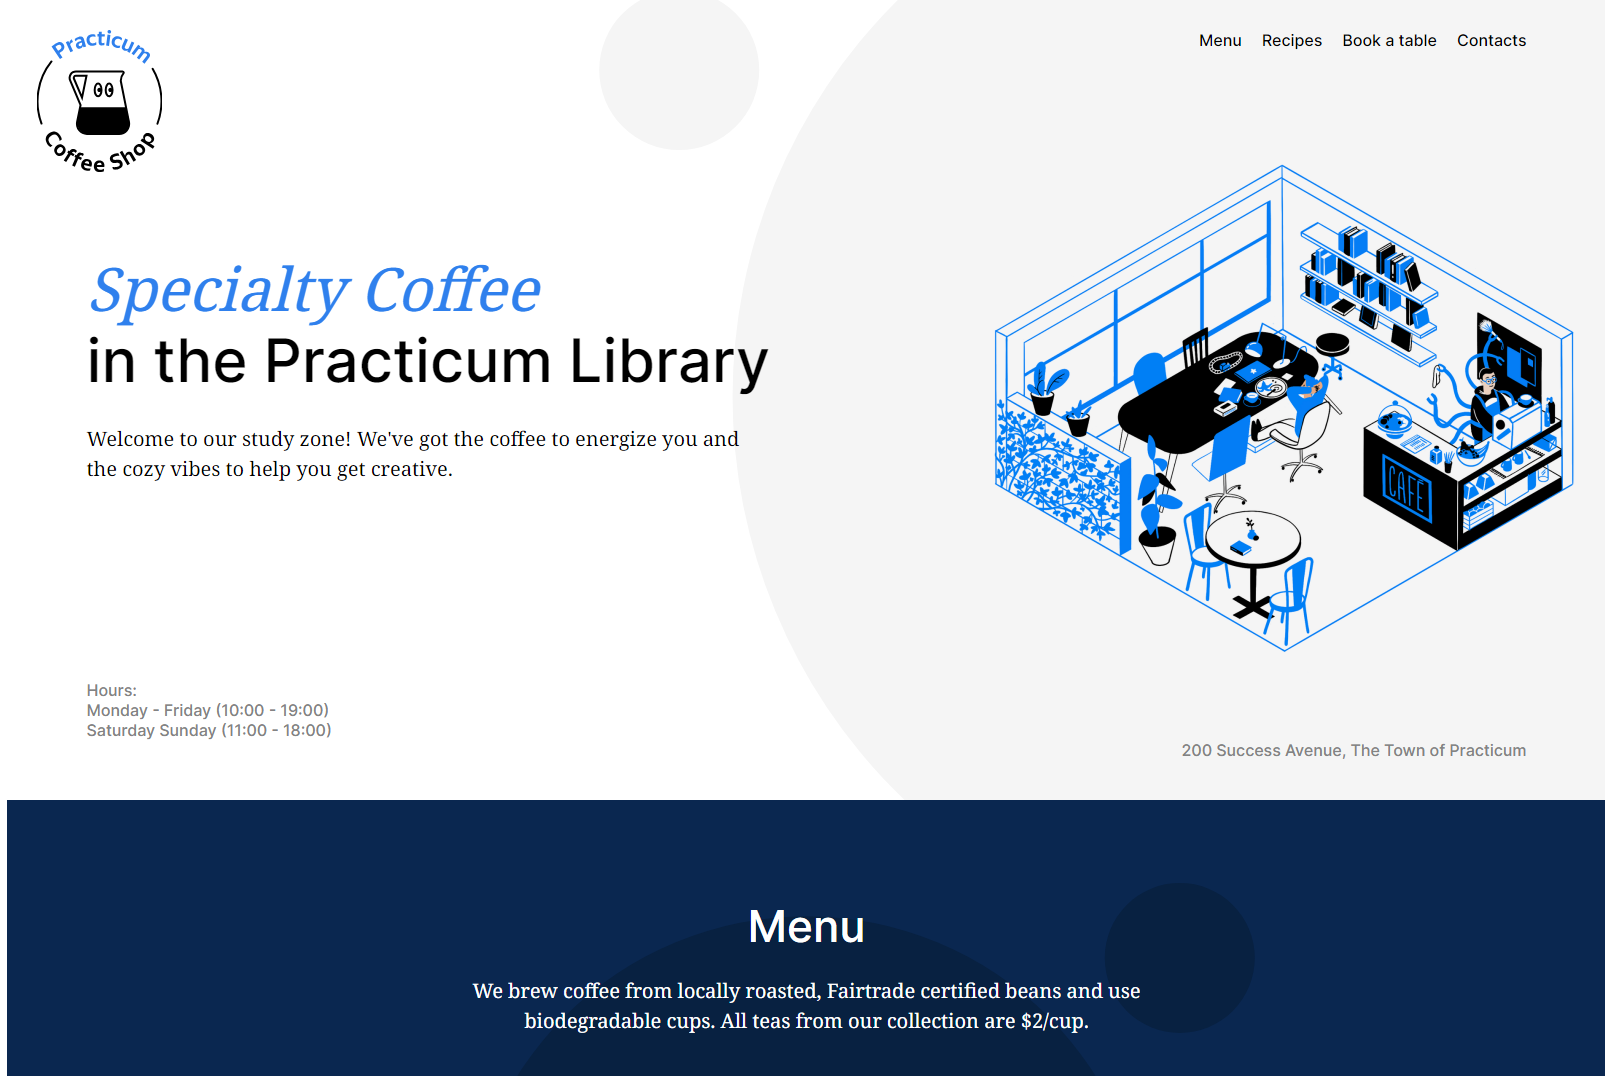 Practicum
Coffee Shop
Menu Recipes Book a table Contacts
Specialty Coffee
in the Practicum Library
Welcome to our study zone! We've got the coffee to energize you and
the cozy vibes to help you get creative.
CAFÉ
Hours:
Monday - Friday (10:00 - 19:00)
Saturday Sunday (11:00 - 18:00)
200 Success Avenue, The Town of Practicum
Menu
We brew coffee from locally roasted, Fairtrade certified beans and use
biodegradable cups. All teas from our collection are $2/cup.